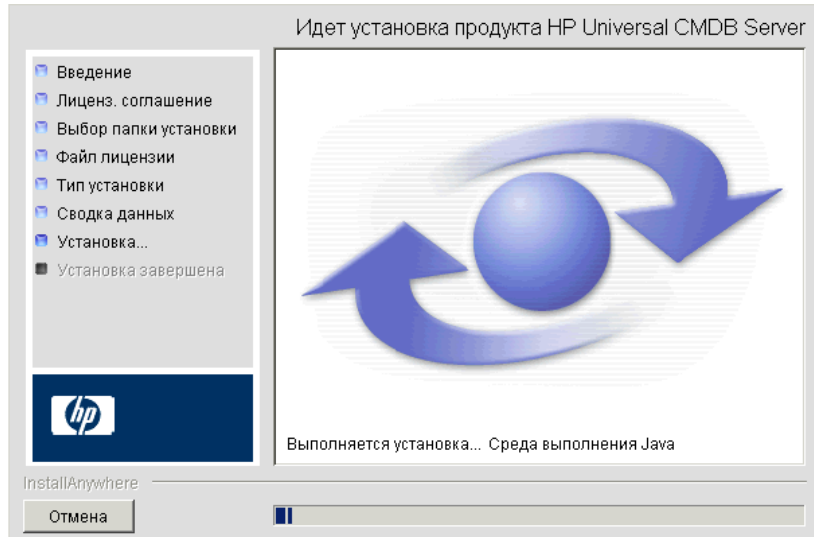 Идет установка продукта HP Universal CMDB Server
Введение
Лиценз. соглашение
Выбор папки установки
Файл лицензии
Тип установки
Сводка данных
Установка...
Установка завершена
hp
Выполняется установка... Среда выполнения Java
InstallAnywhere
Отмена